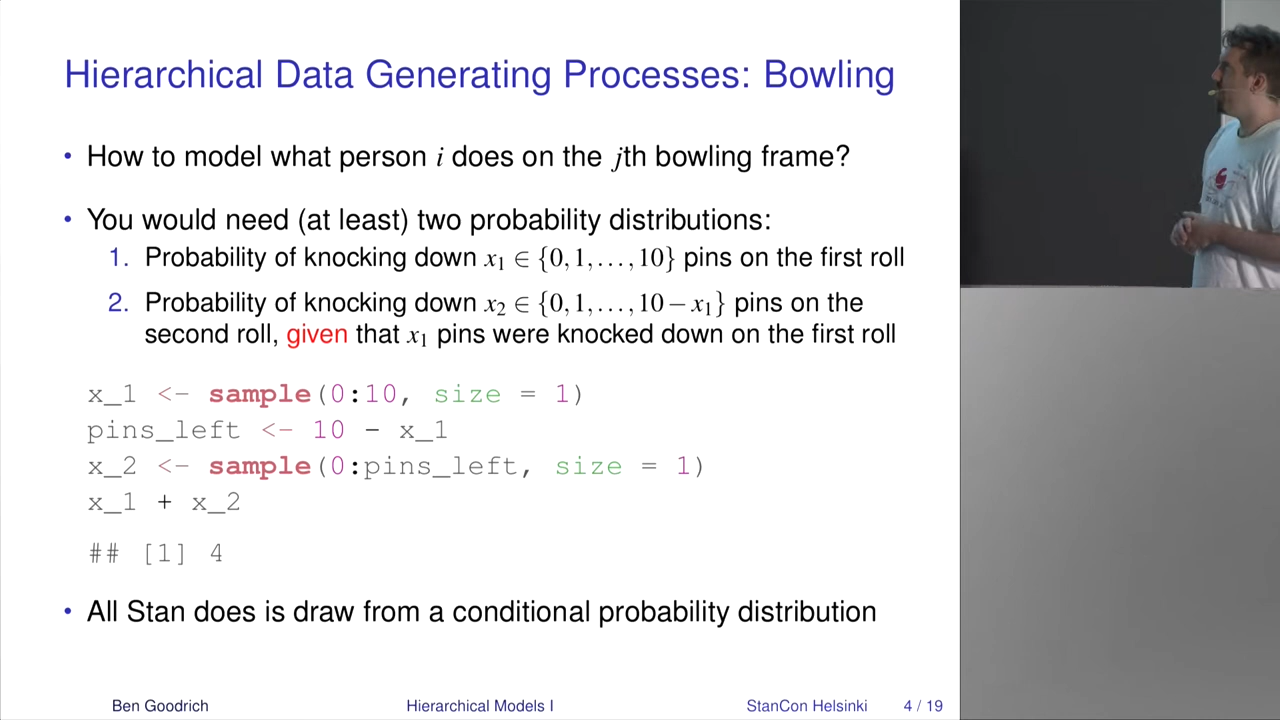 Hierarchical Data Generating Processes: Bowling
• How to model what person i does on the jth bowling frame?
• You would need (at least) two probability distributions:
1. Probability of knocking down x₁ ∈ {0,1,…,10} pins on the first roll
2. Probability of knocking down x₂ ∈ {0,1,…,10−x₁} pins on the
second roll, given that x₁ pins were knocked down on the first roll
x_1 <- sample(0:10, size = 1)
pins_left <- 10 - x_1
x_2 <- sample(0:pins_left, size = 1)
x_1 + x_2
## [1] 4
• All Stan does is draw from a conditional probability distribution
Ben Goodrich Hierarchical Models I StanCon Helsinki 4 / 19